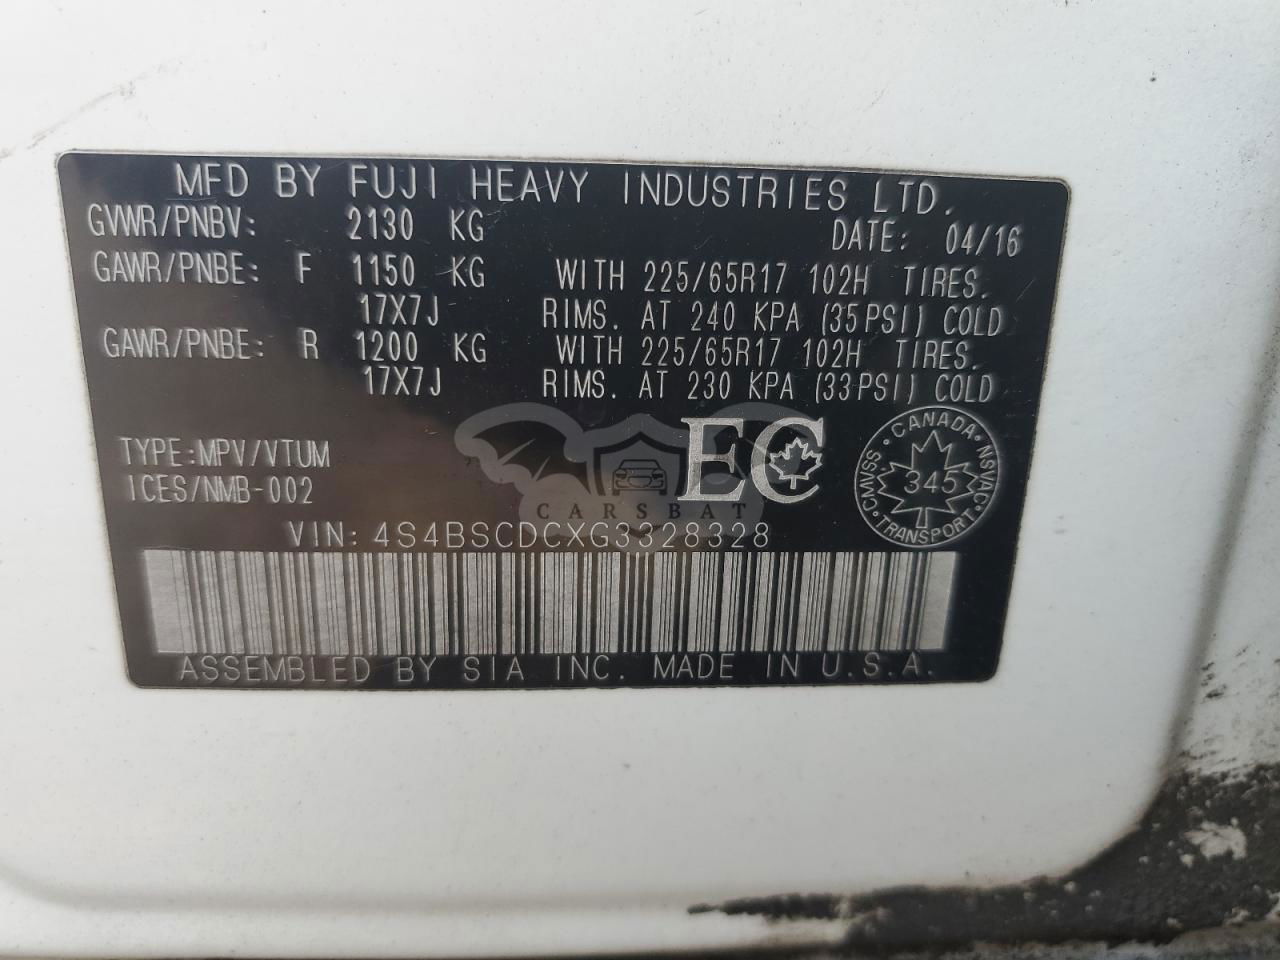 MFD BY FUJI HEAVY INDUSTRIES LTD.
GVWR/PNBV: 2130 KG DATE: 04/16
GAWR/PNBE: F 1150 KG WITH 225/65R17 102H TIRES.
17X7J RIMS. AT 240 KPA (35PSI) COLD
GAWR/PNBE: R 1200 KG WITH 225/65R17 102H TIRES.
17X7J RIMS. AT 230 KPA (33PSI) COLD
TYPE:MPV/VTUM
ICES/NMB-002
EC
CANADA
NSVAC
345
CMVSS
TRANSPORT
CARSBAT
VIN: 4S4BSCDCXG3328328
ASSEMBLED BY SIA INC. MADE IN U.S.A.